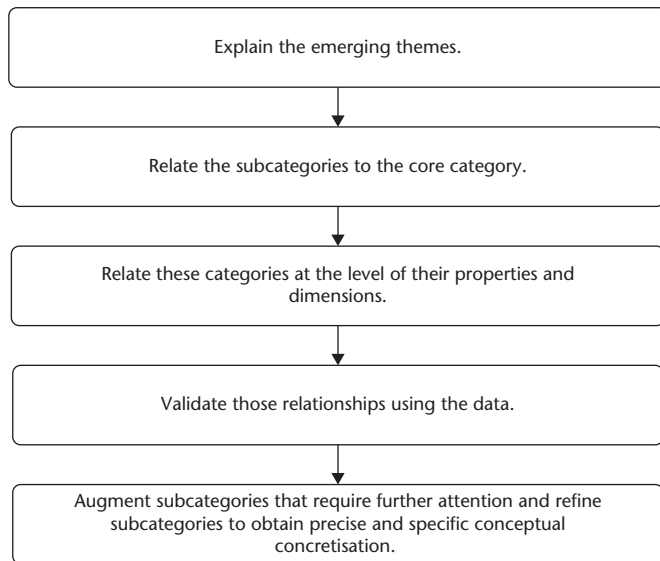 Explain the emerging themes.
Relate the subcategories to the core category.
Relate these categories at the level of their properties and
dimensions.
Validate those relationships using the data.
Augment subcategories that require further attention and refine
subcategories to obtain precise and specific conceptual
concretisation.